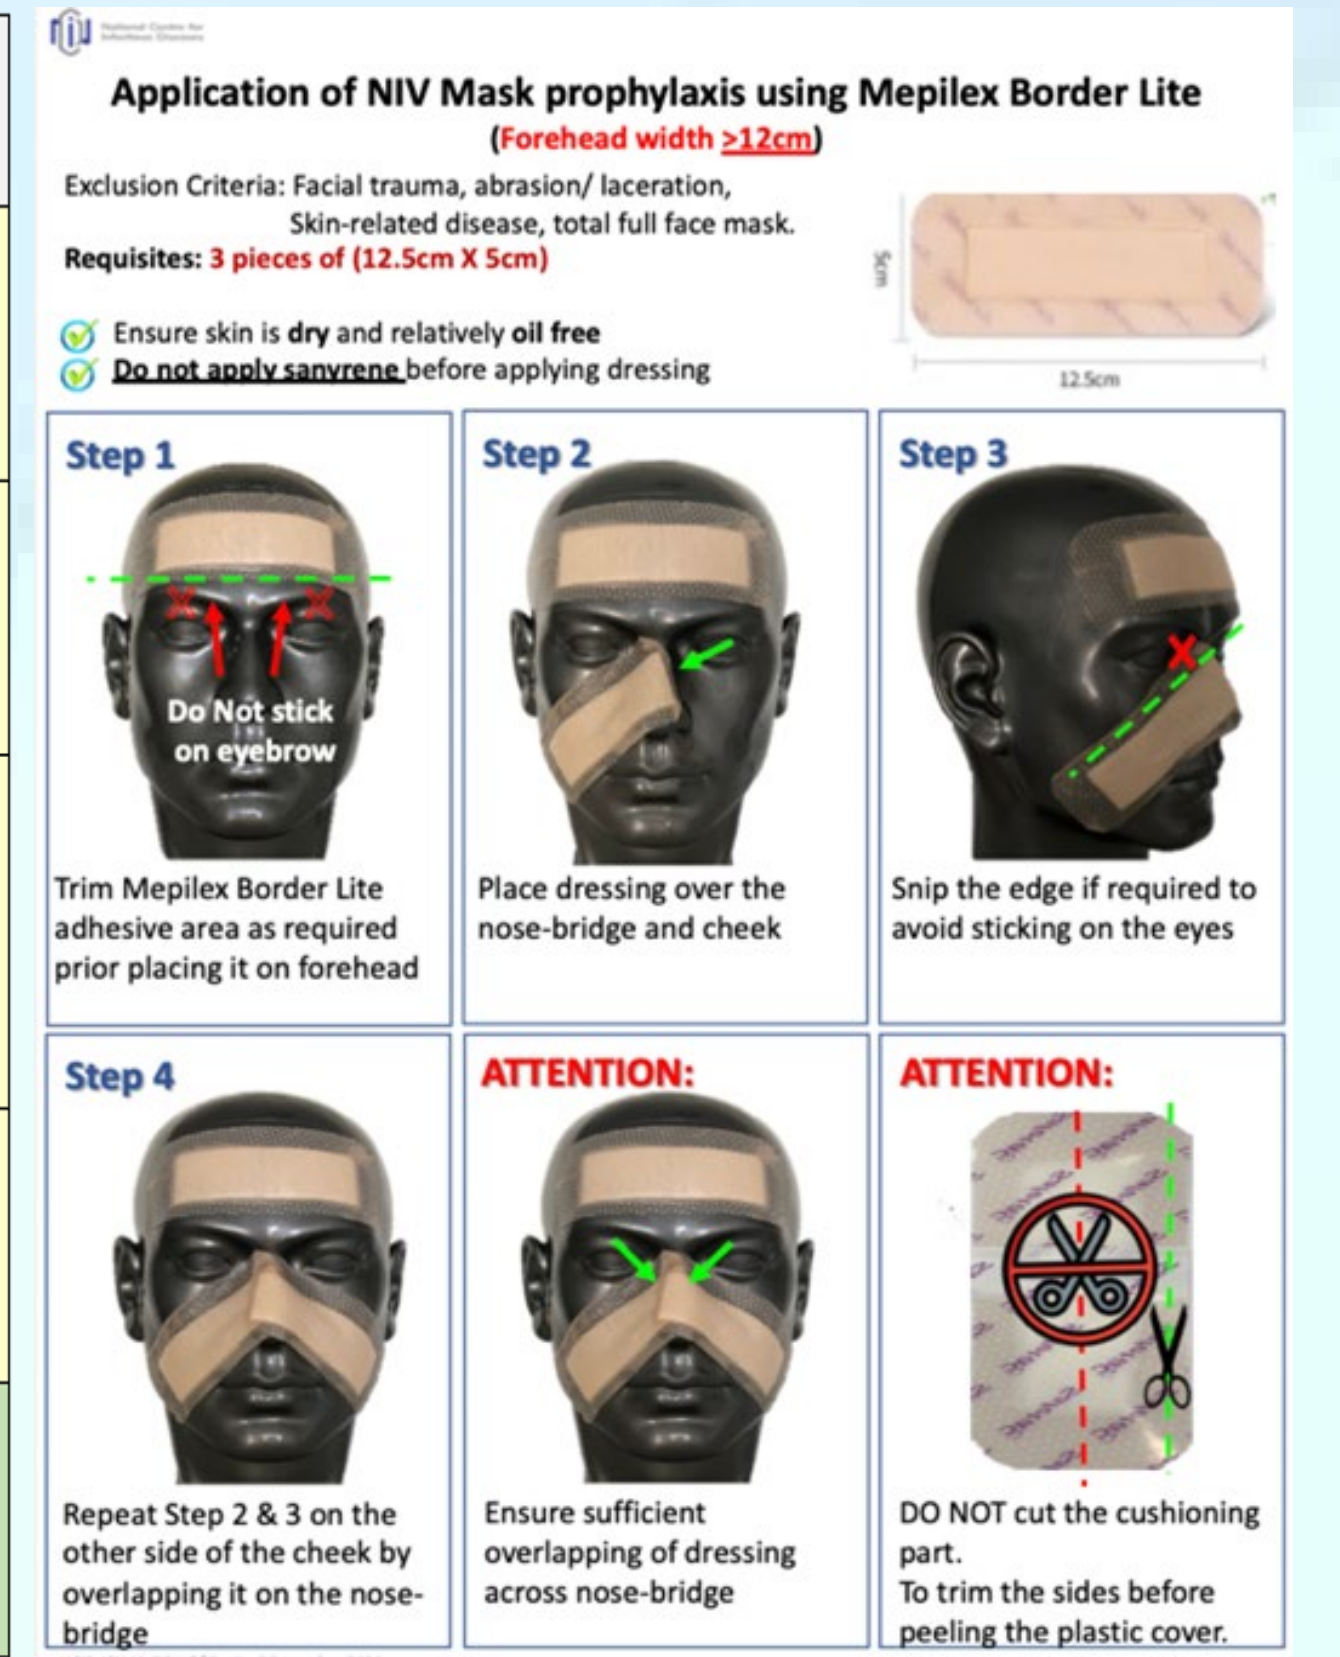 National Centre for
Infectious Diseases
Application of NIV Mask prophylaxis using Mepilex Border Lite
(Forehead width >12cm)
Exclusion Criteria: Facial trauma, abrasion/ laceration,
Skin-related disease, total full face mask.
Requisites: 3 pieces of (12.5cm X 5cm)
Ensure skin is dry and relatively oil free
Do not apply sanyrene before applying dressing
5cm
12.5cm
Step 1
Do Not stick
on eyebrow
Trim Mepilex Border Lite
adhesive area as required
prior placing it on forehead
Step 2
Place dressing over the
nose-bridge and cheek
Step 3
Snip the edge if required to
avoid sticking on the eyes
Step 4
Repeat Step 2 & 3 on the
other side of the cheek by
overlapping it on the nose-
bridge
ATTENTION:
Ensure sufficient
overlapping of dressing
across nose-bridge
ATTENTION:
DO NOT cut the cushioning
part.
To trim the sides before
peeling the plastic cover.